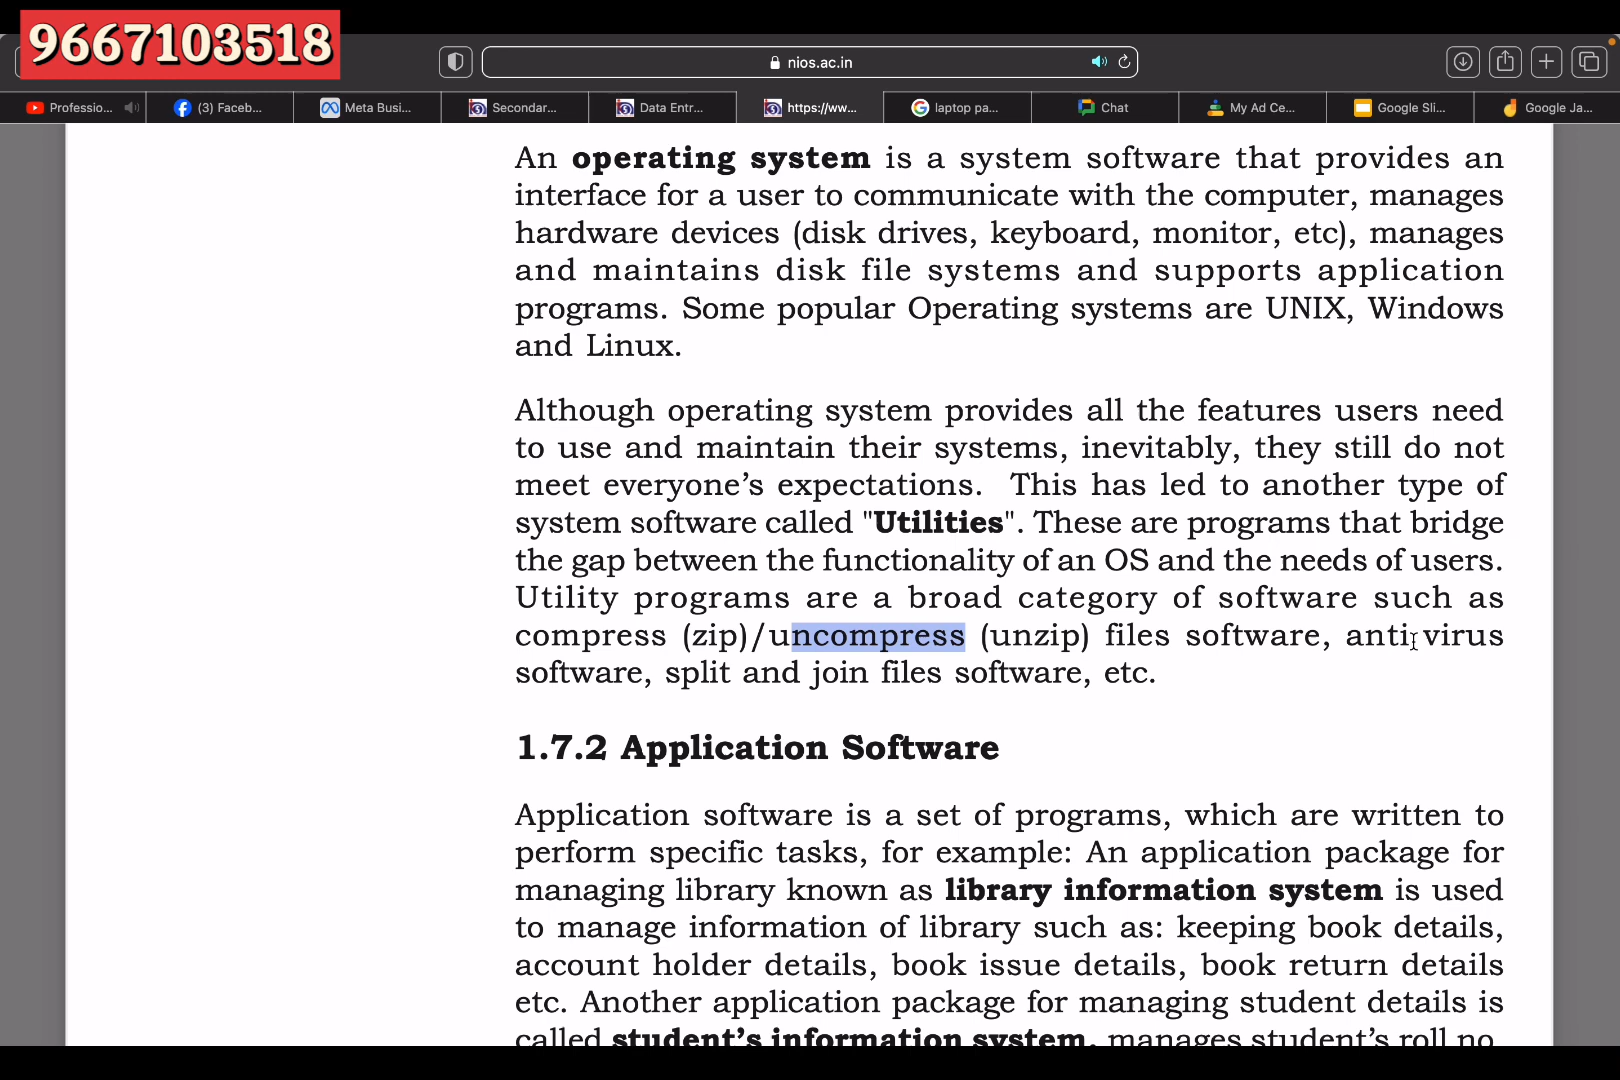 9667103518
nios.ac.in
Professio...
(3) Faceb...
Meta Busi...
Secondar...
Data Entr...
https://ww...
laptop pa...
Chat
My Ad Ce...
Google Sli...
Google Ja...
An operating system is a system software that provides an
interface for a user to communicate with the computer, manages
hardware devices (disk drives, keyboard, monitor, etc), manages
and maintains disk file systems and supports application
programs. Some popular Operating systems are UNIX, Windows
and Linux.
Although operating system provides all the features users need
to use and maintain their systems, inevitably, they still do not
meet everyone’s expectations. This has led to another type of
system software called "Utilities". These are programs that bridge
the gap between the functionality of an OS and the needs of users.
Utility programs are a broad category of software such as
compress (zip)/uncompress (unzip) files software, anti virus
software, split and join files software, etc.
1.7.2 Application Software
Application software is a set of programs, which are written to
perform specific tasks, for example: An application package for
managing library known as library information system is used
to manage information of library such as: keeping book details,
account holder details, book issue details, book return details
etc. Another application package for managing student details is
called student’s information system, manages student’s roll no,